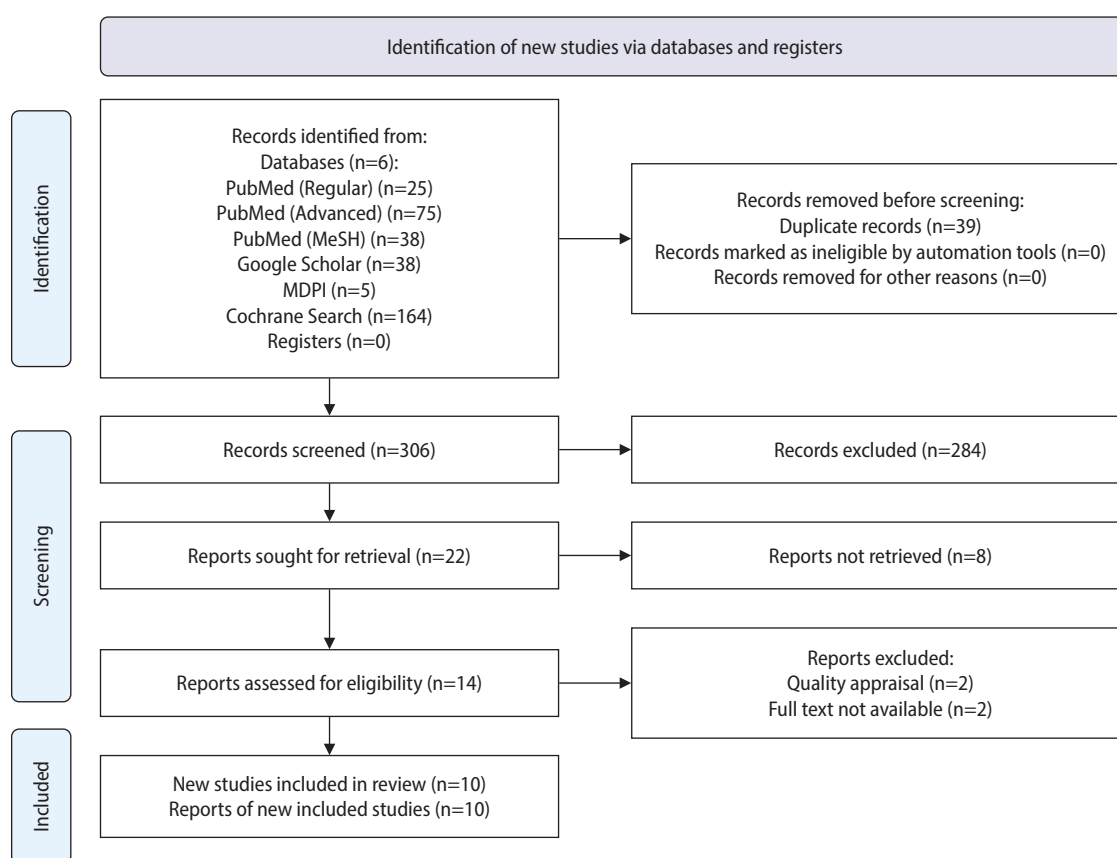 Identification of new studies via databases and registers
Identification
Records identified from:
Databases (n=6):
PubMed (Regular) (n=25)
PubMed (Advanced) (n=75)
PubMed (MeSH) (n=38)
Google Scholar (n=38)
MDPI (n=5)
Cochrane Search (n=164)
Registers (n=0)
Records removed before screening:
Duplicate records (n=39)
Records marked as ineligible by automation tools (n=0)
Records removed for other reasons (n=0)
Screening
Records screened (n=306)
Records excluded (n=284)
Reports sought for retrieval (n=22)
Reports not retrieved (n=8)
Reports assessed for eligibility (n=14)
Reports excluded:
Quality appraisal (n=2)
Full text not available (n=2)
Included
New studies included in review (n=10)
Reports of new included studies (n=10)